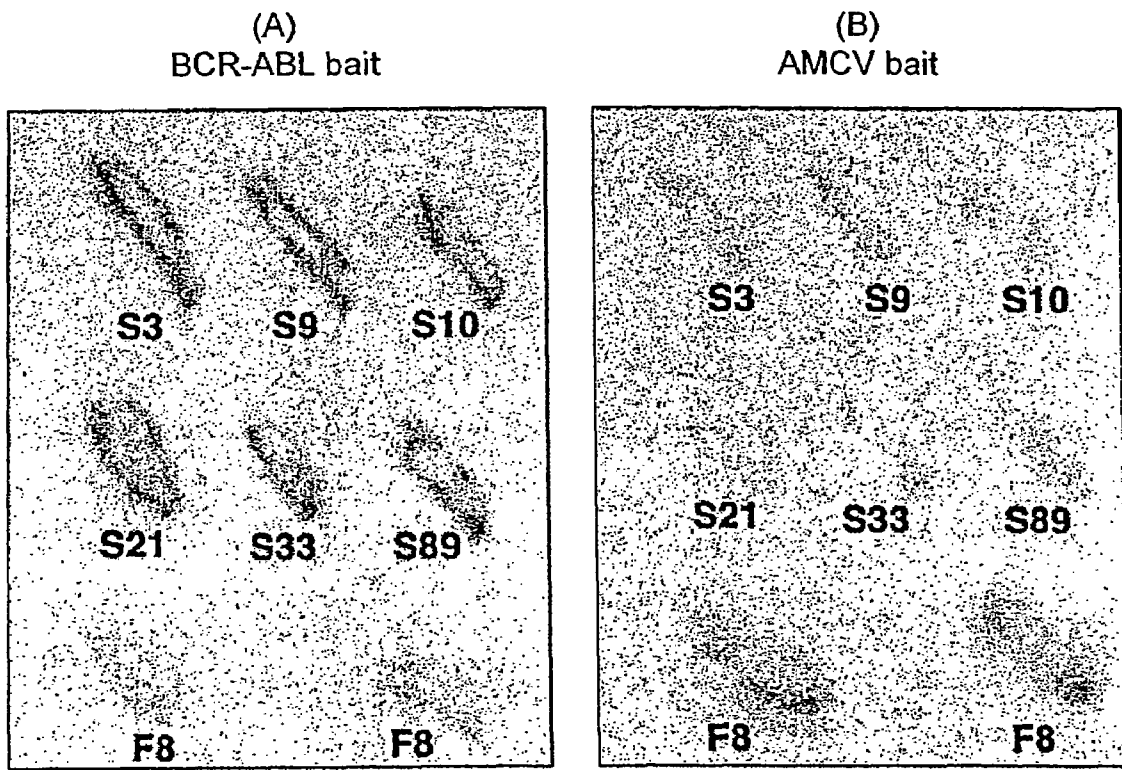 (A)
BCR-ABL bait
S3 S9 S10
S21 S33 S89
F8 F8
(B)
AMCV bait
S3 S9 S10
S21 S33 S89
F8 F8